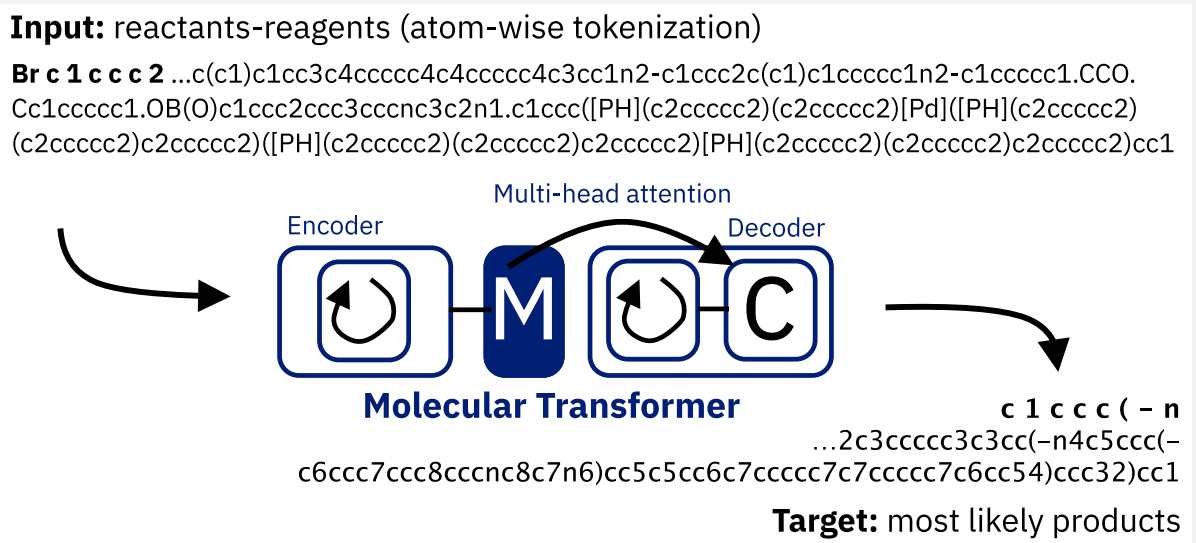 Input: reactants-reagents (atom-wise tokenization)
Br c 1 c c c 2 ...c(c1)c1cc3c4ccccc4c4ccccc4c3cc1n2-c1ccc2c(c1)c1ccccc1n2-c1ccccc1.CCO.
Cc1ccccc1.OB(O)c1ccc2ccc3cccnc3c2n1.c1ccc([PH](c2ccccc2)(c2ccccc2)[Pd]([PH](c2ccccc2)
(c2ccccc2)c2ccccc2)([PH](c2ccccc2)(c2ccccc2)c2ccccc2)[PH](c2ccccc2)(c2ccccc2)c2ccccc2)cc1
Multi-head attention
Encoder
Decoder
M
C
Molecular Transformer
c 1 c c c ( – n
...2c3ccccc3c3cc(–n4c5ccc(–
c6ccc7ccc8cccnc8c7n6)cc5c5cc6c7ccccc7c7ccccc7c6cc54)ccc32)cc1
Target: most likely products